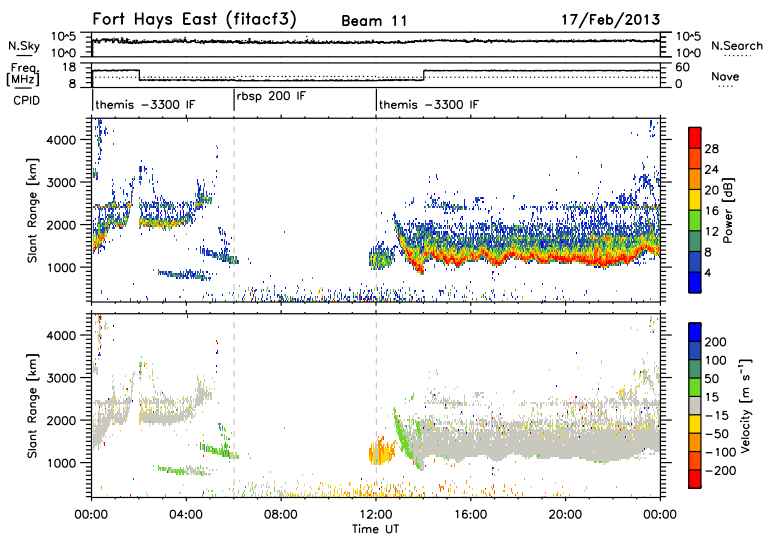 Fort Hays East (fitacf3) Beam 11 17/Feb/2013
N.Sky 10^5 10^0 10^5 10^0 N.Search
Freq. [MHz] 18 8 60 0 Nave
CPID themis -3300 IF rbsp 200 IF themis -3300 IF
Slant Range [km]
4000
3000
2000
1000
28
24
20
16
12
8
4
Power [dB]
Slant Range [km]
4000
3000
2000
1000
200
100
50
15
-15
-50
-100
-200
Velocity [m s⁻¹]
00:00 04:00 08:00 12:00 16:00 20:00 00:00
Time UT